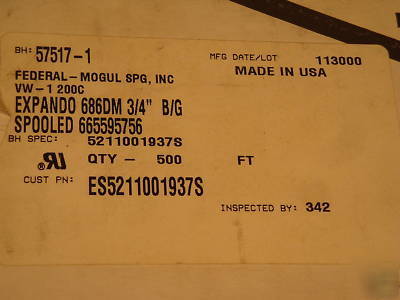 BH: 57517-1
MFG DATE/LOT 113000
FEDERAL-MOGUL SPG, INC
MADE IN USA
VW-1 200C
EXPANDO 686DM 3/4" B/G
SPOOLED 665595756
BH SPEC: 5211001937S
RU QTY - 500 FT
CUST PN: ES5211001937S
INSPECTED BY: 342